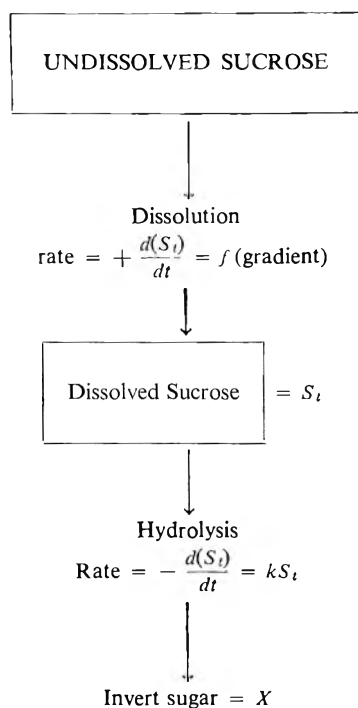 UNDISSOLVED SUCROSE
Dissolution
rate = + d(S_t)/dt = f (gradient)
Dissolved Sucrose = S_t
Hydrolysis
Rate = − d(S_t)/dt = kS_t
Invert sugar = X